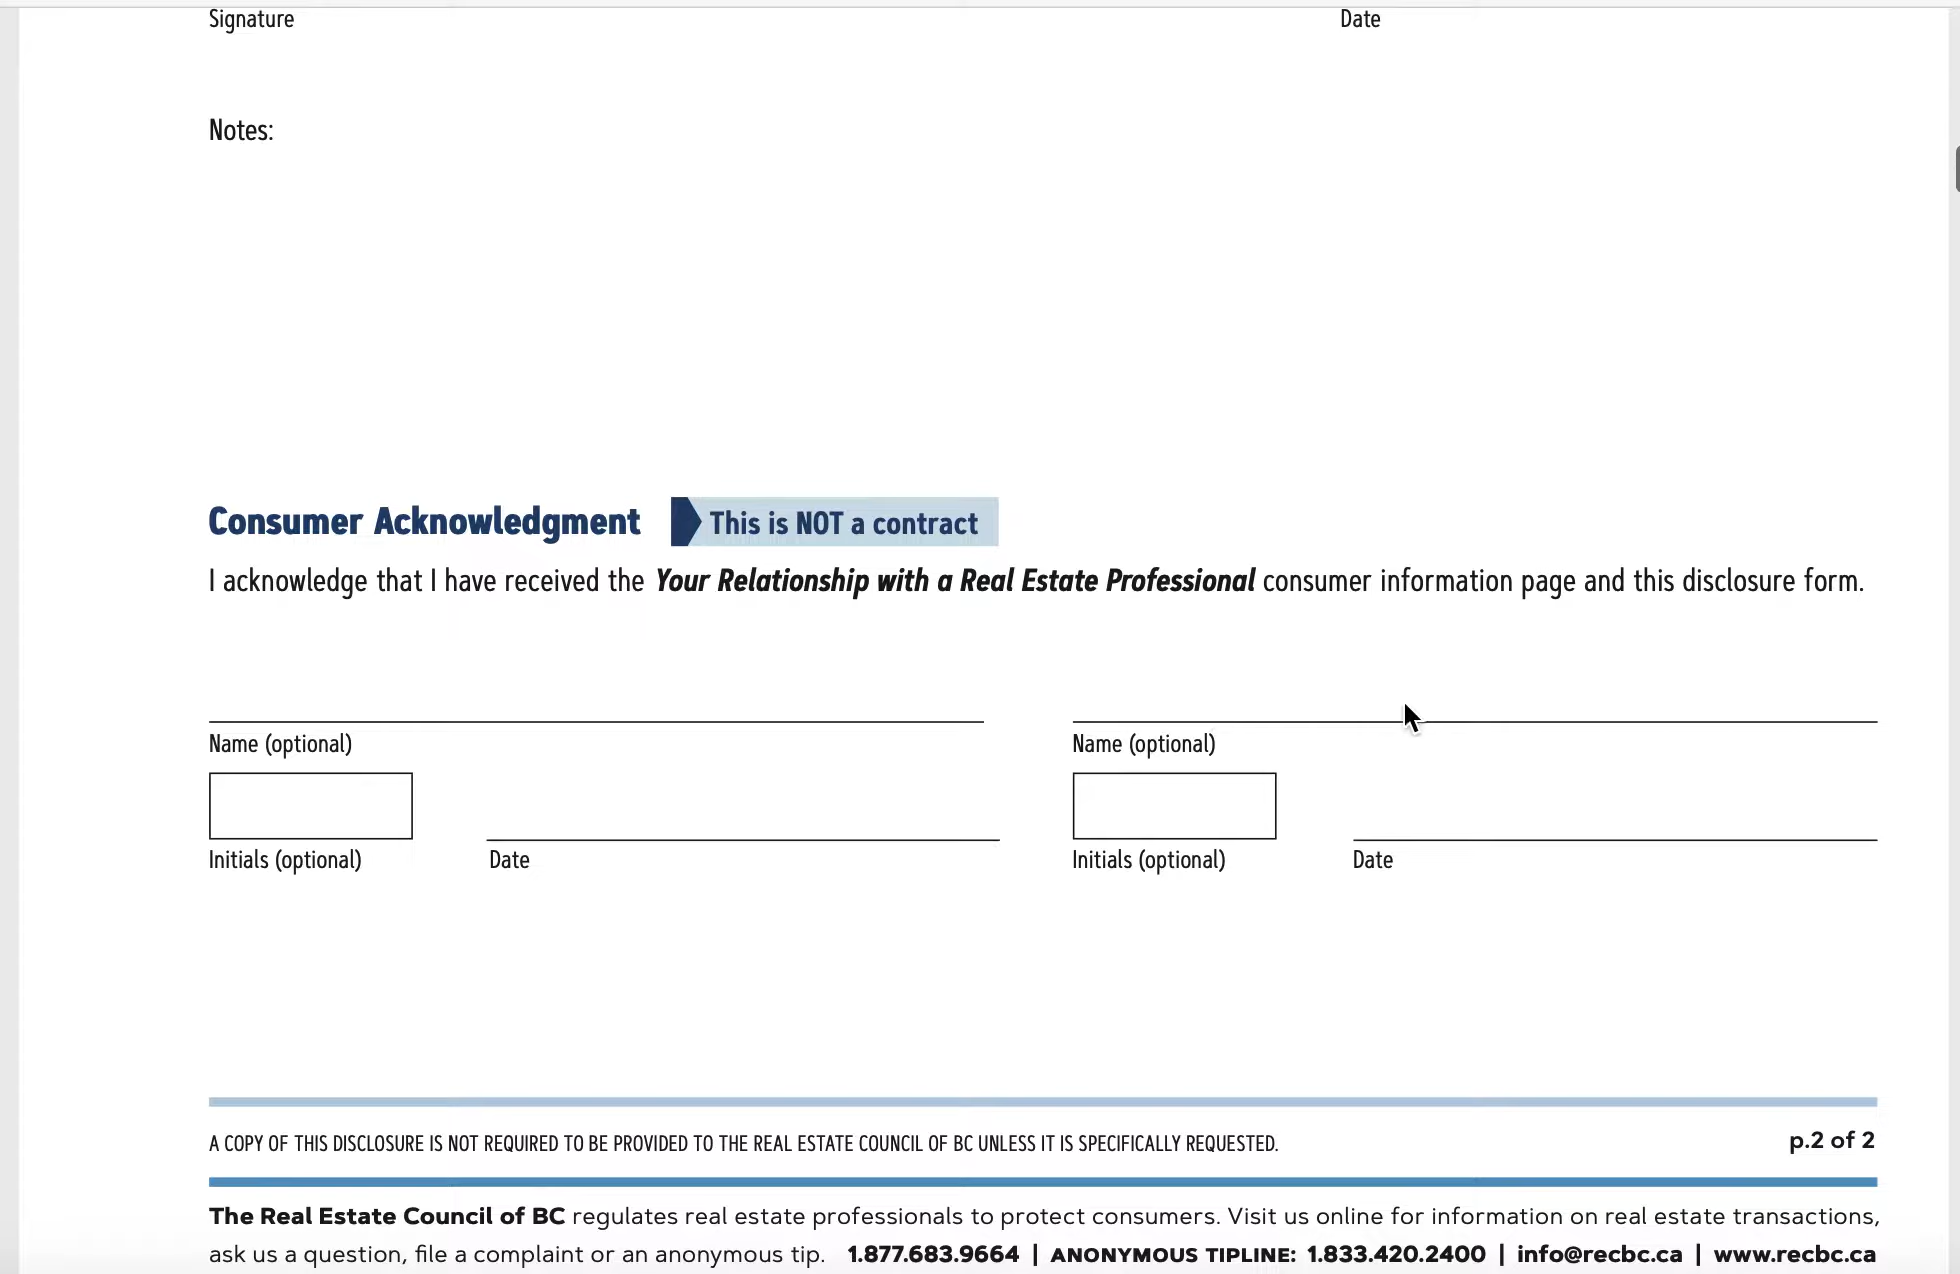 Signature Date
Notes:
Consumer Acknowledgment This is NOT a contract
I acknowledge that I have received the Your Relationship with a Real Estate Professional consumer information page and this disclosure form.
Name (optional) Name (optional)
Initials (optional) Date Initials (optional) Date
A COPY OF THIS DISCLOSURE IS NOT REQUIRED TO BE PROVIDED TO THE REAL ESTATE COUNCIL OF BC UNLESS IT IS SPECIFICALLY REQUESTED. p.2 of 2
The Real Estate Council of BC regulates real estate professionals to protect consumers. Visit us online for information on real estate transactions,
ask us a question, file a complaint or an anonymous tip. 1.877.683.9664 | ANONYMOUS TIPLINE: 1.833.420.2400 | info@recbc.ca | www.recbc.ca